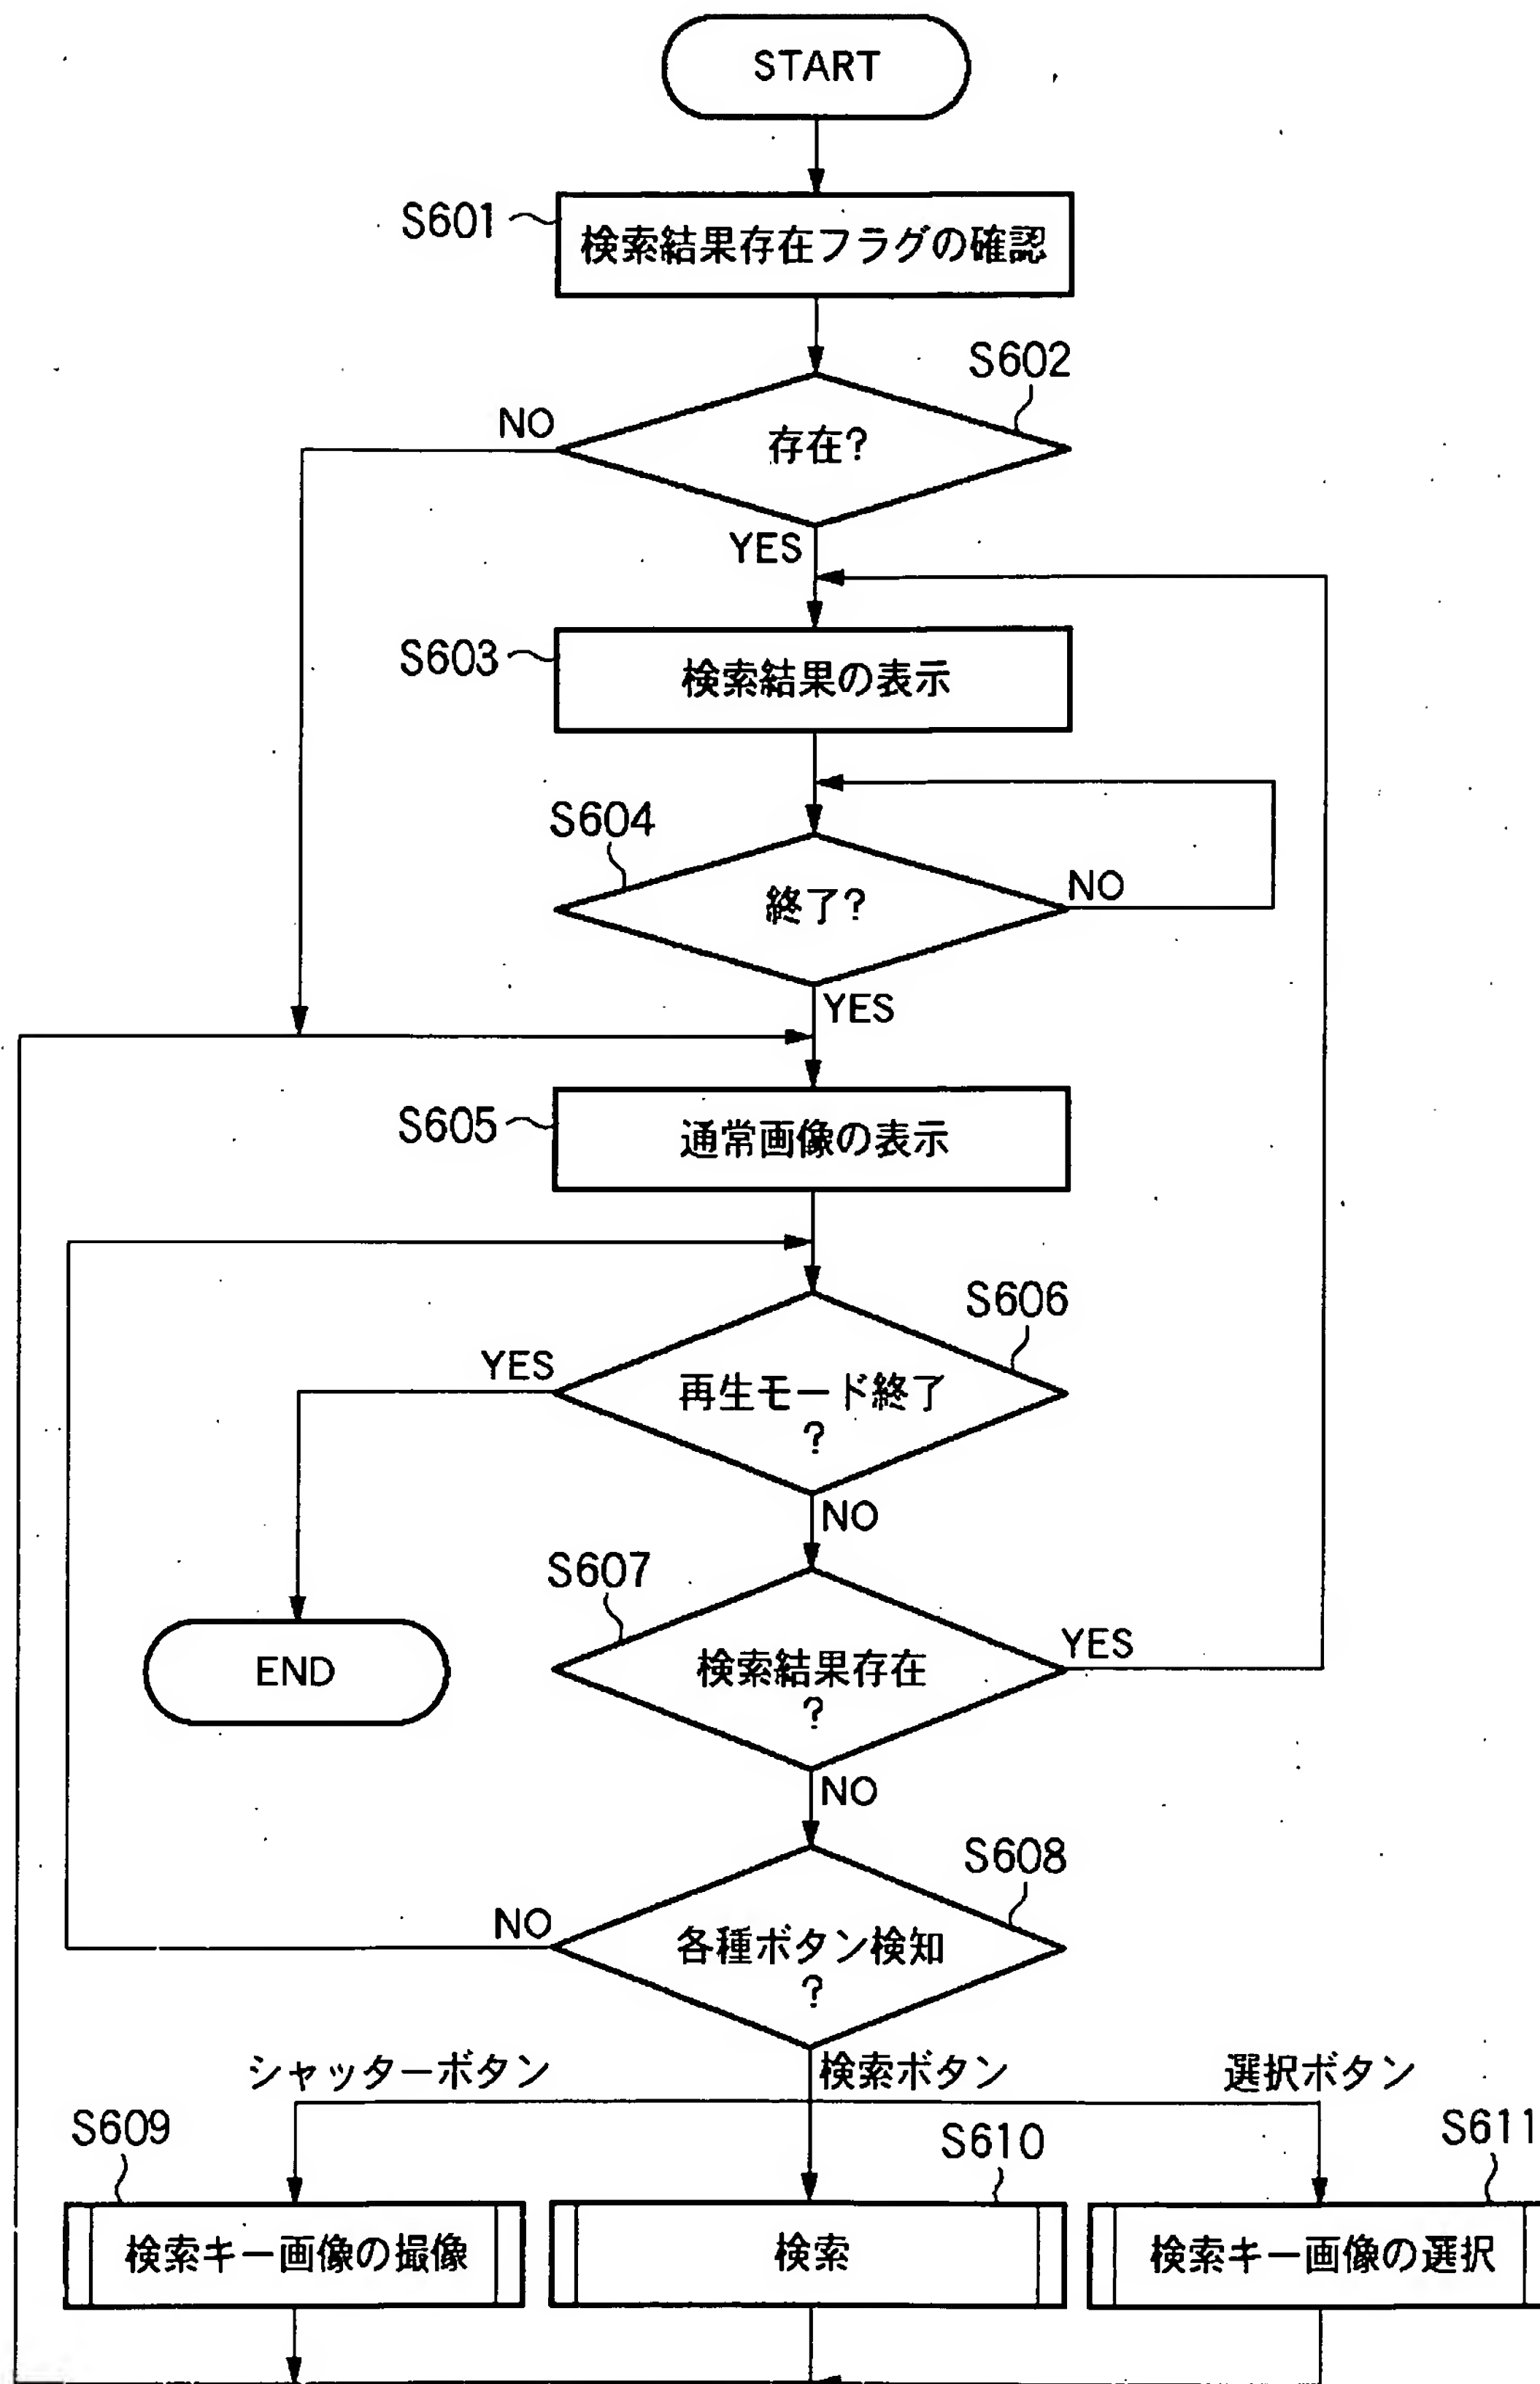 START
S601
検索結果存在フラグの確認
S602
NO
存在?
YES
S603
検索結果の表示
S604
終了?
NO
YES
S605
通常画像の表示
S606
YES
再生モード終了
?
NO
S607
END
検索結果存在
?
YES
NO
S608
NO
各種ボタン検知
?
シャッターボタン
検索ボタン
選択ボタン
S609
S610
S611
検索キー画像の撮像
検索
検索キー画像の選択